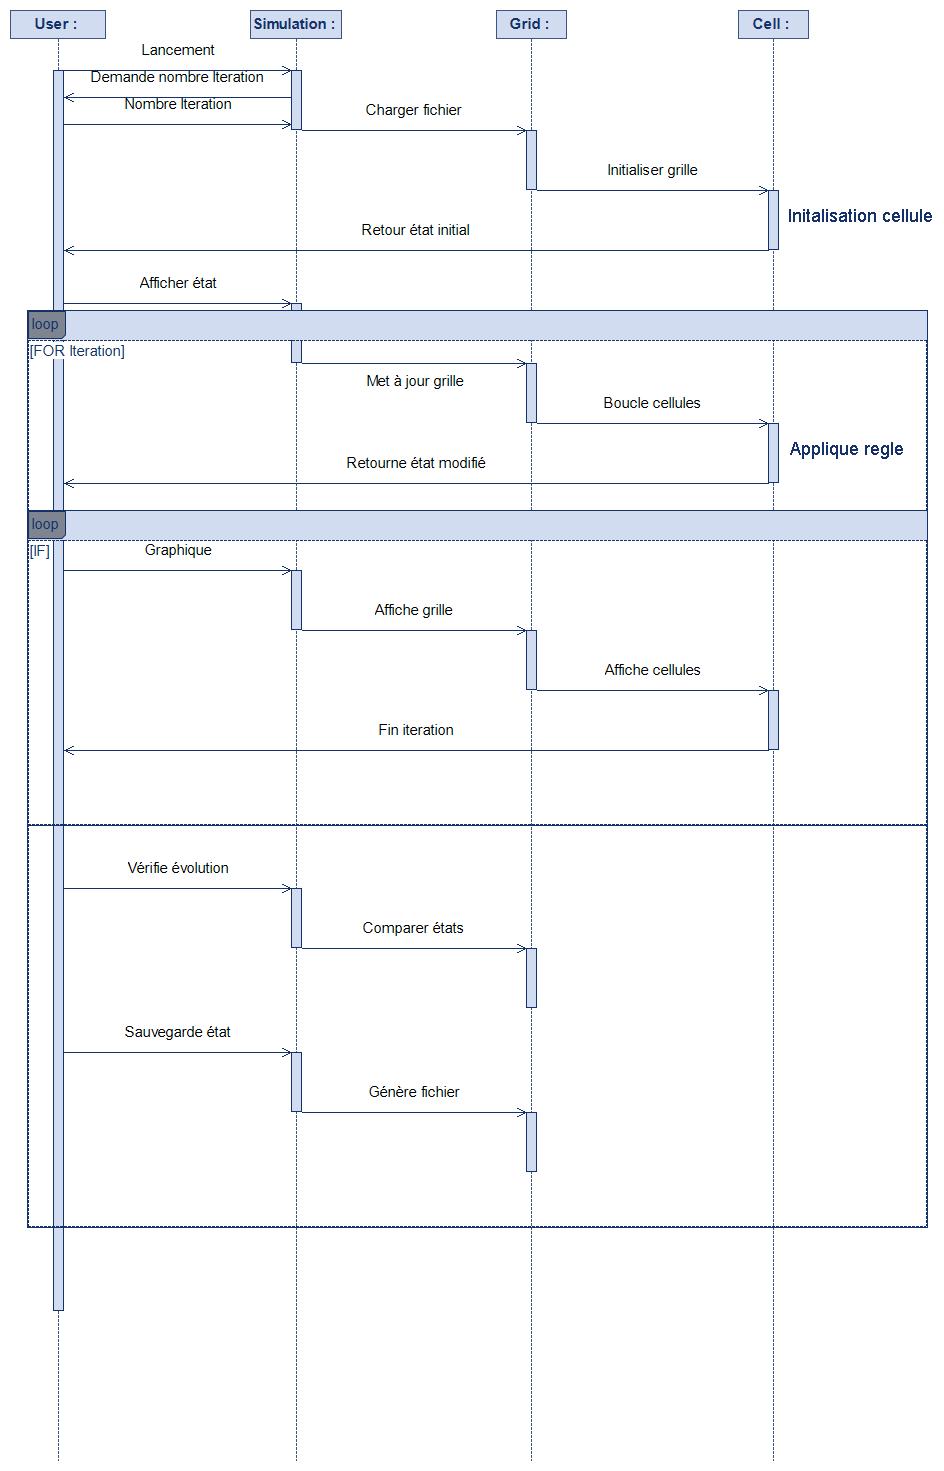 User :
Simulation :
Grid :
Cell :
Lancement
Demande nombre Iteration
Nombre Iteration
Charger fichier
Initialiser grille
Initalisation cellule
Retour état initial
Afficher état
loop
[FOR Iteration]
Met à jour grille
Boucle cellules
Applique regle
Retourne état modifié
loop
[IF]
Graphique
Affiche grille
Affiche cellules
Fin iteration
Vérifie évolution
Comparer états
Sauvegarde état
Génère fichier